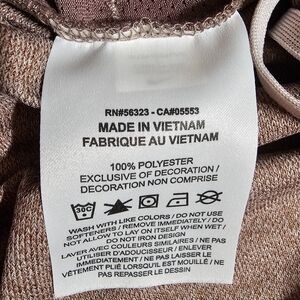 RN#56323 - CA#05553
MADE IN VIETNAM
FABRIQUE AU VIETNAM
100% POLYESTER
EXCLUSIVE OF DECORATION /
DECORATION NON COMPRISE
30C
WASH WITH LIKE COLORS / DO NOT USE
SOFTENERS / REMOVE IMMEDIATELY / DO
NOT ALLOW TO LAY ON ITSELF WHEN WET /
DO NOT IRON DESIGN
LAVER AVEC COULEURS SIMILAIRES / NE PAS
UTILISER D'ADOUCISSEUR / ENLEVER
IMMEDIATEMENT / NE PAS LAISSER LE
VÊTEMENT PLIÉ LORSQU'IL EST MOUILLÉ / NE
PAS REPASSER LE DESSIN